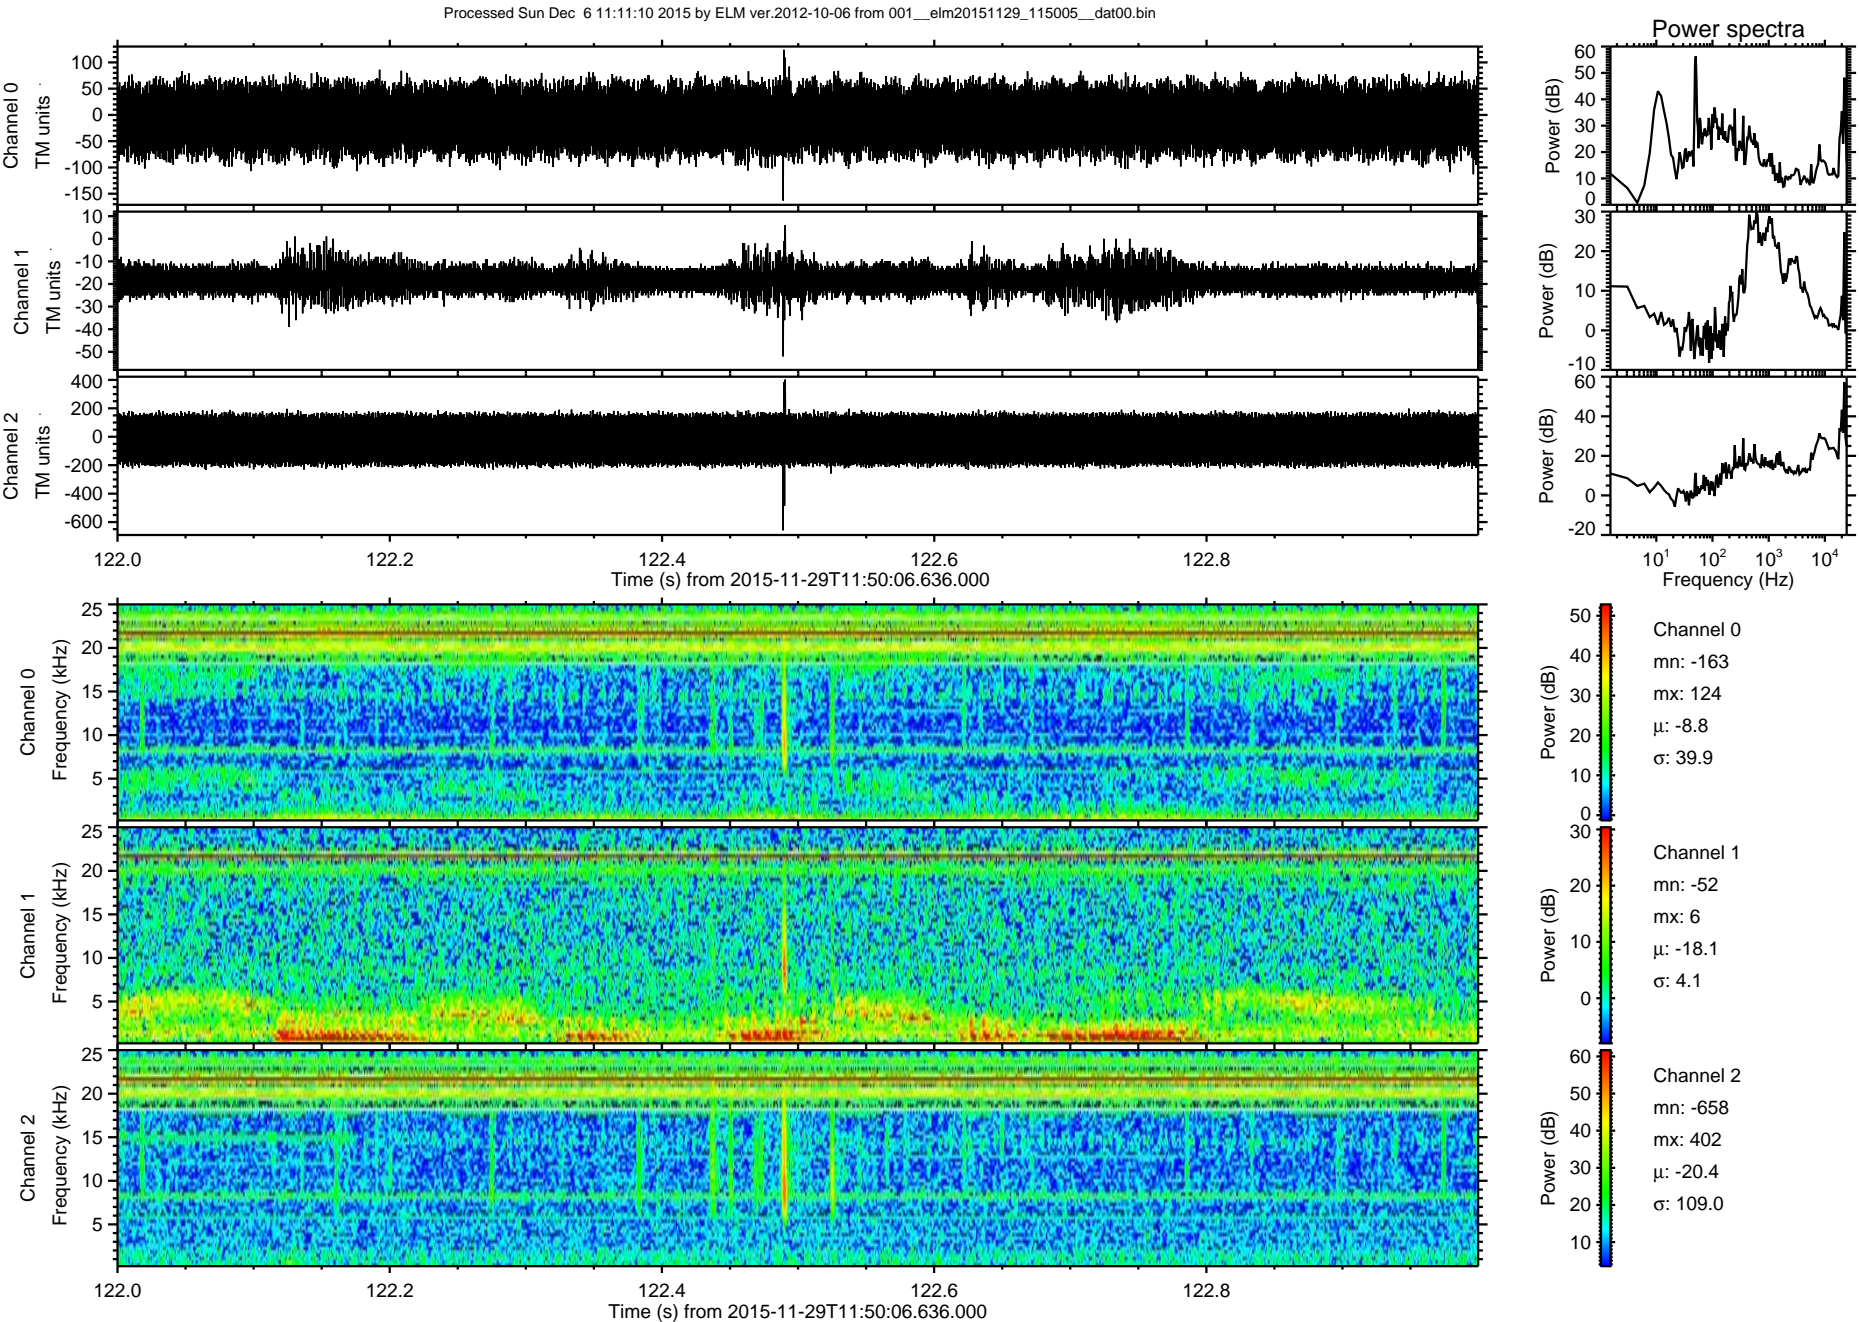 Processed Sun Dec  6 11:11:10 2015 by ELM ver.2012-10-06 from 001__elm20151129_115005__dat00.bin
Power spectra
Channel 0
TM units
100
50
0
-50
-100
-150
Power (dB)
60
50
40
30
20
10
0
Channel 1
TM units
10
0
-10
-20
-30
-40
-50
Power (dB)
30
20
10
0
-10
Channel 2
TM units
400
200
0
-200
-400
-600
Power (dB)
60
40
20
0
-20
122.0 122.2 122.4 122.6 122.8
Time (s) from 2015-11-29T11:50:06.636.000
10^1 10^2 10^3 10^4
Frequency (Hz)
Channel 0
Frequency (kHz)
25
20
15
10
5
Power (dB)
50
40
30
20
10
0
Channel 0
mn: -163
mx: 124
μ: -8.8
σ: 39.9
Channel 1
Frequency (kHz)
25
20
15
10
5
Power (dB)
30
20
10
0
Channel 1
mn: -52
mx: 6
μ: -18.1
σ: 4.1
Channel 2
Frequency (kHz)
25
20
15
10
5
Power (dB)
60
50
40
30
20
10
Channel 2
mn: -658
mx: 402
μ: -20.4
σ: 109.0
122.0 122.2 122.4 122.6 122.8
Time (s) from 2015-11-29T11:50:06.636.000